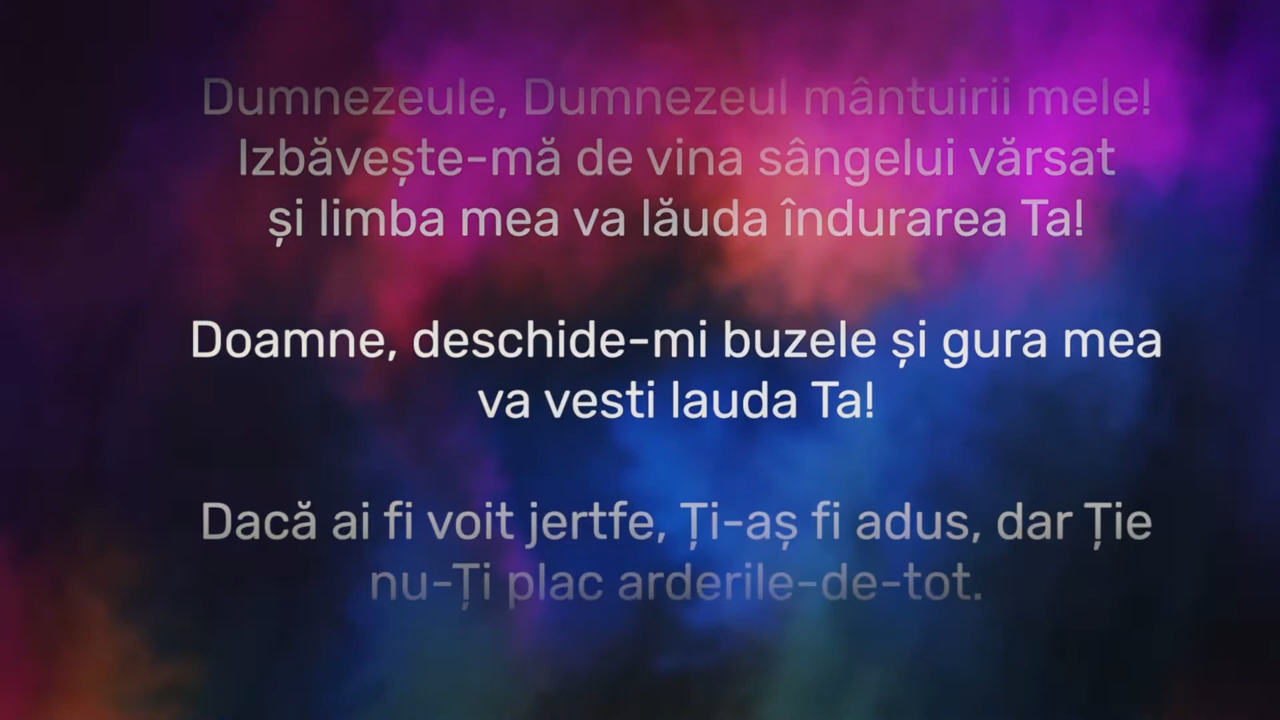 Dumnezeule, Dumnezeul mântuirii mele!
Izbăvește-mă de vina sângelui vărsat
și limba mea va lăuda îndurarea Ta!
Doamne, deschide-mi buzele și gura mea
va vesti lauda Ta!
Dacă ai fi voit jertfe, Ți-aș fi adus, dar Ție
nu-Ți plac arderile-de-tot.